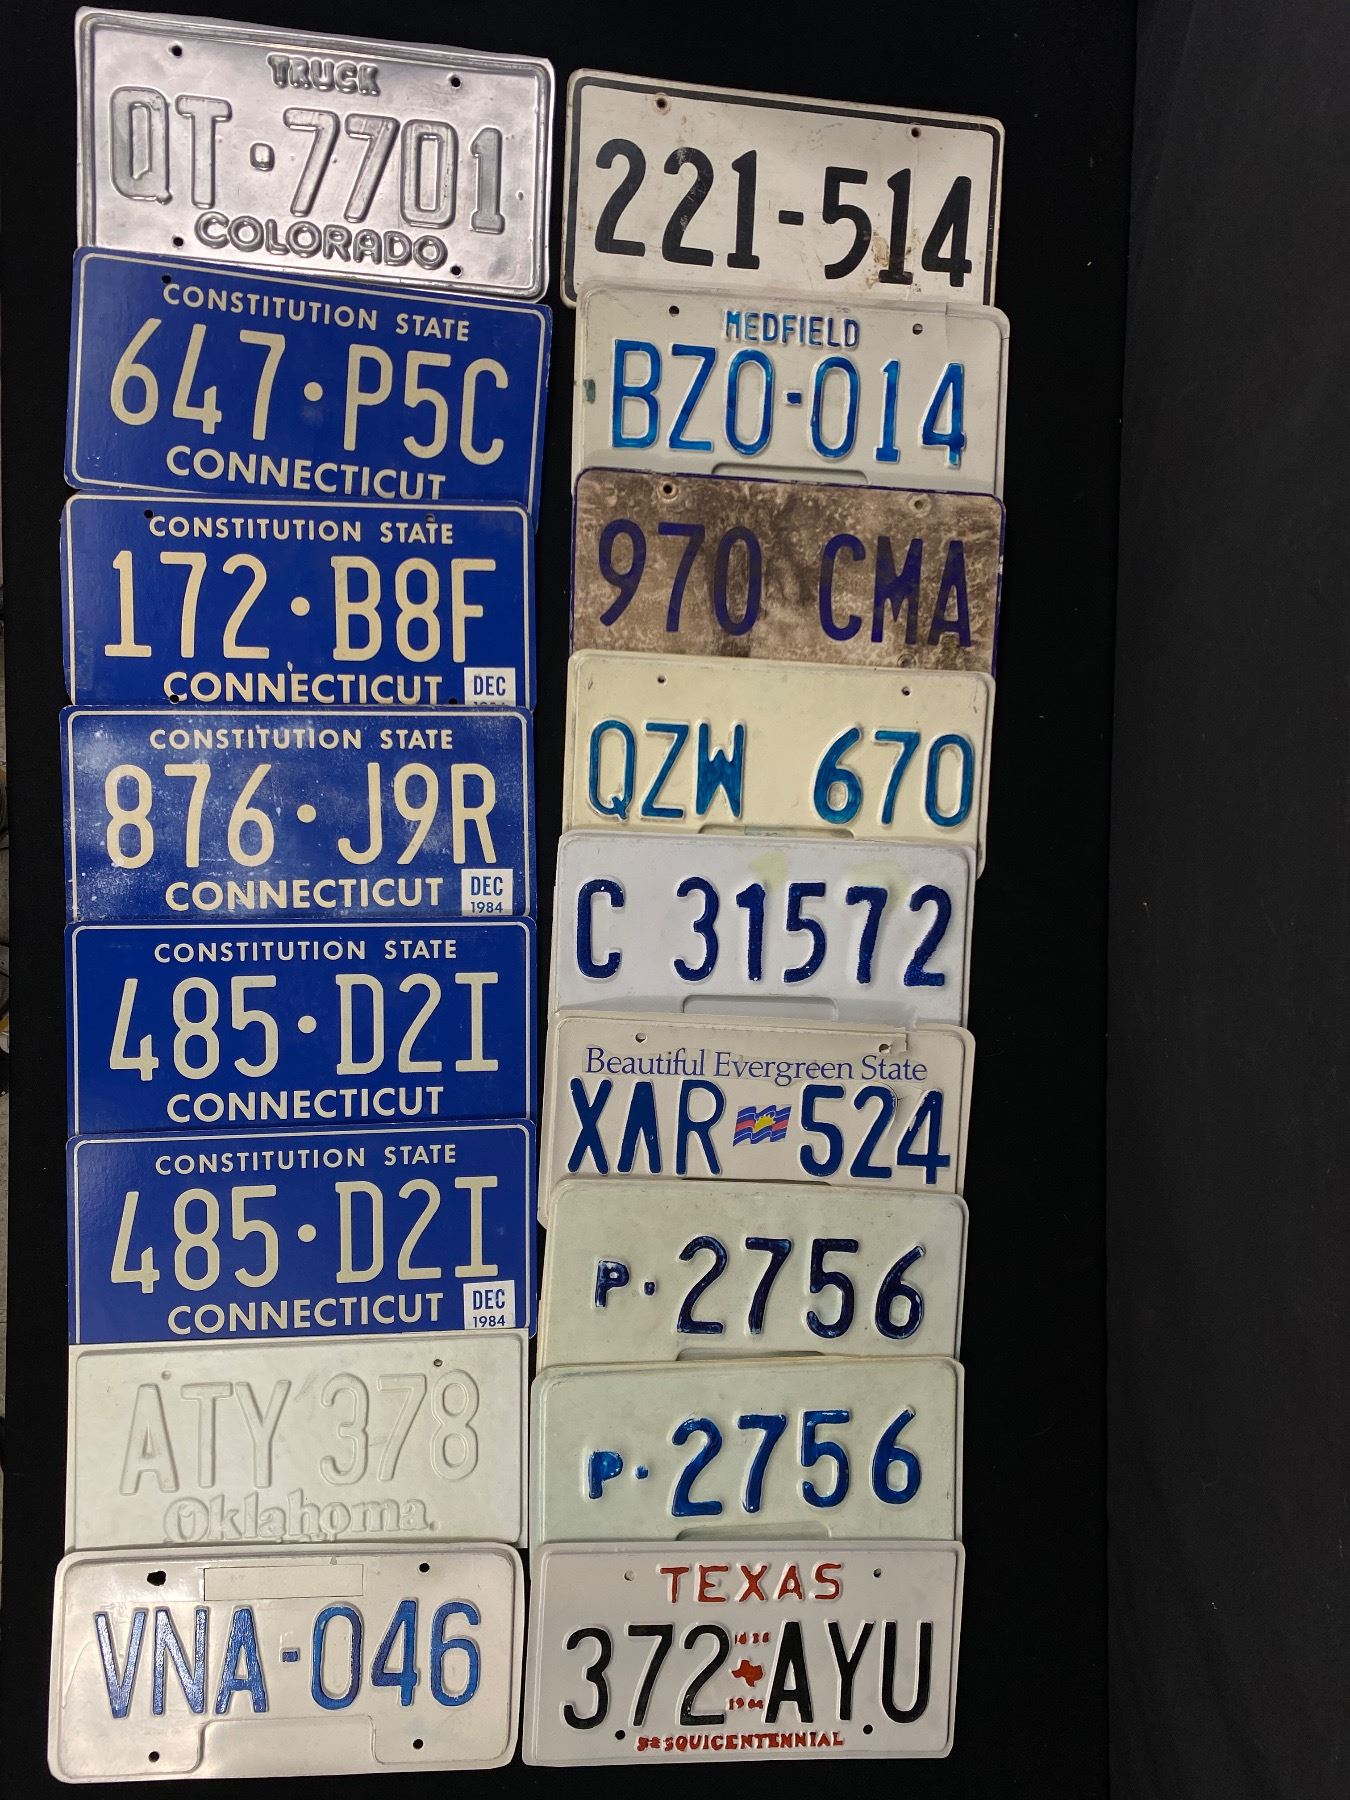 TRUCK
QT·7701
COLORADO
CONSTITUTION STATE
647·P5C
CONNECTICUT
CONSTITUTION STATE
172·B8F
CONNECTICUT
DEC
CONSTITUTION STATE
876·J9R
CONNECTICUT
DEC
1984
CONSTITUTION STATE
485·D2I
CONNECTICUT
CONSTITUTION STATE
485·D2I
CONNECTICUT
DEC
1984
ATY 378
Oklahoma
VNA-046
221-514
MEDFIELD
BZO-014
970 CMA
QZW 670
C 31572
Beautiful Evergreen State
XAR 524
P·2756
P·2756
TEXAS
372 AYU
SESQUICENTENNIAL